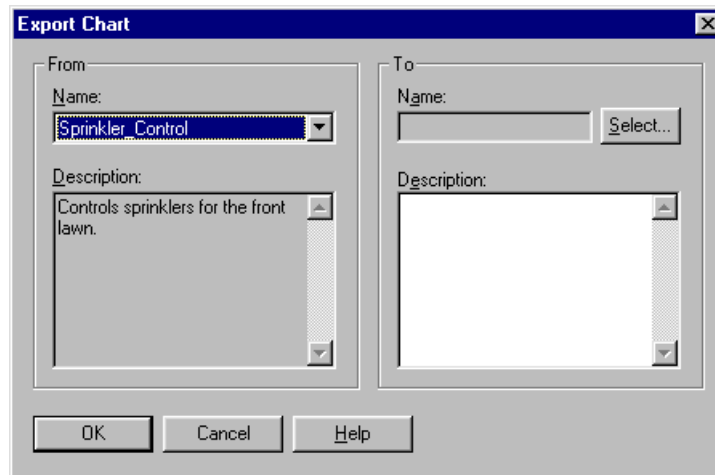 Export Chart
From
Name:
Sprinkler_Control
Description:
Controls sprinklers for the front
lawn.
To
Name:
Select...
Description:
OK
Cancel
Help